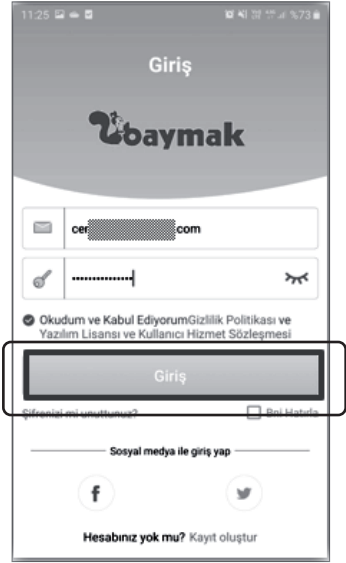 11:25 %73
Giriş
baymak
cer com
Okudum ve Kabul EdiyorumGizlilik Politikası ve
Yazılım Lisansı ve Kullanıcı Hizmet Sözleşmesi
Giriş
Şifrenizi mi unuttunuz? Bni Hatırla
Sosyal medya ile giriş yap
Hesabınız yok mu? Kayıt oluştur